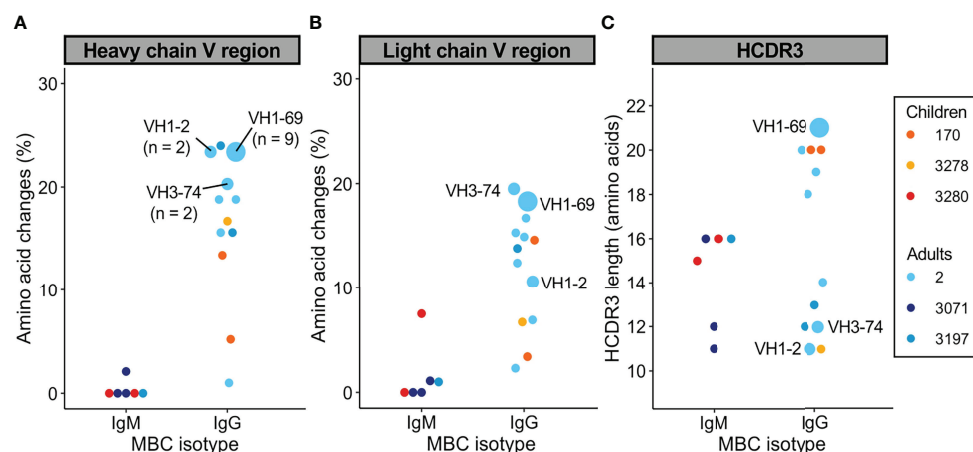 A
Heavy chain V region
Amino acid changes (%)
30
20
10
0
VH1-2
(n = 2)
VH1-69
(n = 9)
VH3-74
(n = 2)
IgM
IgG
MBC isotype
B
Light chain V region
Amino acid changes (%)
30
20
10
0
VH3-74
VH1-69
VH1-2
IgM
IgG
MBC isotype
C
HCDR3
HCDR3 length (amino acids)
22
20
18
16
14
12
10
VH1-69
VH3-74
VH1-2
IgM
IgG
MBC isotype
Children
170
3278
3280
Adults
2
3071
3197